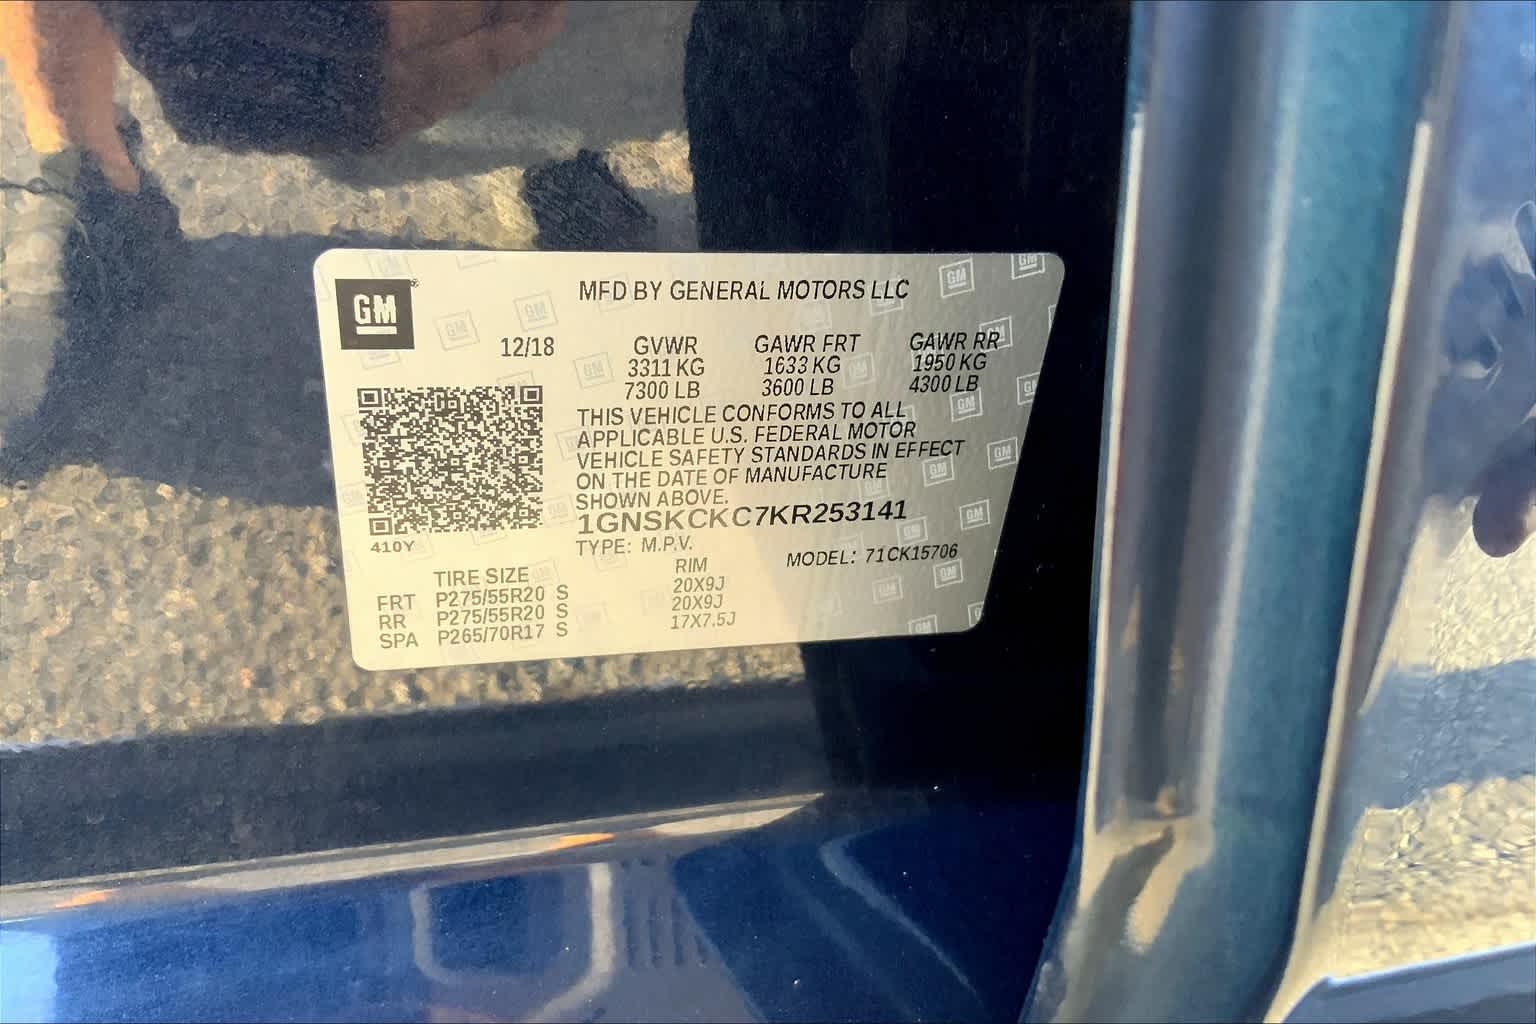 GM
MFD BY GENERAL MOTORS LLC
12/18 GVWR GAWR FRT GAWR RR
3311 KG 1633 KG 1950 KG
7300 LB 3600 LB 4300 LB
THIS VEHICLE CONFORMS TO ALL
APPLICABLE U.S. FEDERAL MOTOR
VEHICLE SAFETY STANDARDS IN EFFECT
ON THE DATE OF MANUFACTURE
SHOWN ABOVE.
1GNSKCKC7KR253141
410Y
TYPE: M.P.V. MODEL: 71CK15706
TIRE SIZE RIM
FRT P275/55R20 S 20X9J
RR P275/55R20 S 20X9J
SPA P265/70R17 S 17X7.5J